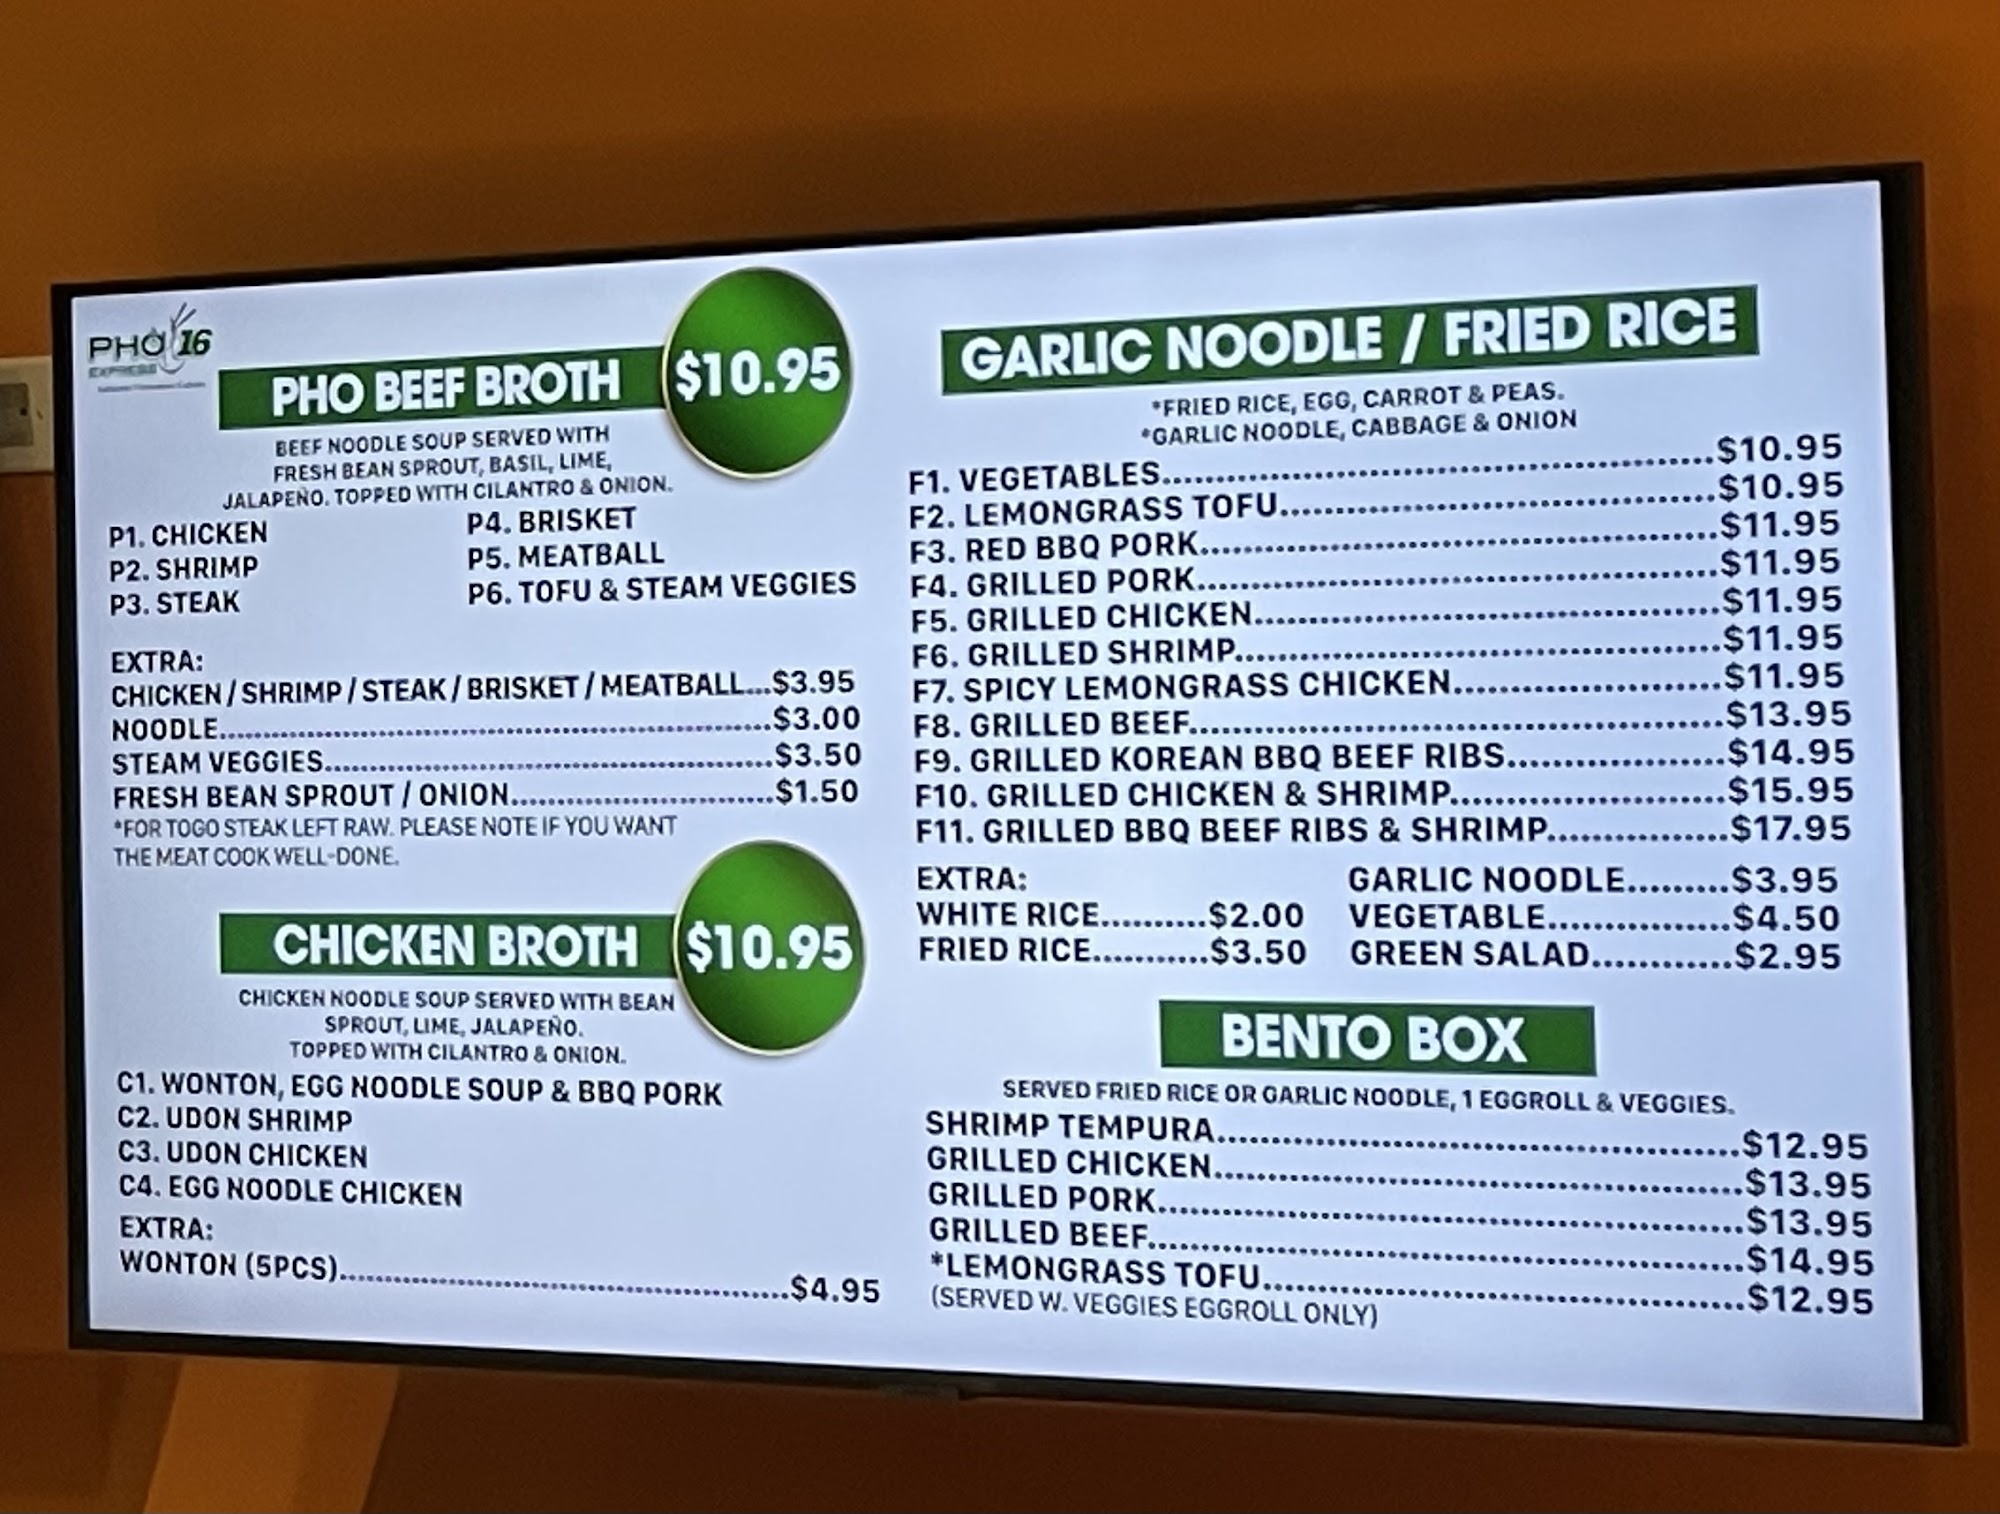 PHO 16
EXPRESS
PHO BEEF BROTH $10.95
BEEF NOODLE SOUP SERVED WITH
FRESH BEAN SPROUT, BASIL, LIME,
JALAPEÑO. TOPPED WITH CILANTRO & ONION.
P1. CHICKEN
P2. SHRIMP
P3. STEAK
P4. BRISKET
P5. MEATBALL
P6. TOFU & STEAM VEGGIES
EXTRA:
CHICKEN / SHRIMP / STEAK / BRISKET / MEATBALL...$3.95
NOODLE...$3.00
STEAM VEGGIES...$3.50
FRESH BEAN SPROUT / ONION...$1.50
*FOR TOGO STEAK LEFT RAW. PLEASE NOTE IF YOU WANT
THE MEAT COOK WELL-DONE.
CHICKEN BROTH $10.95
CHICKEN NOODLE SOUP SERVED WITH BEAN
SPROUT, LIME, JALAPEÑO.
TOPPED WITH CILANTRO & ONION.
C1. WONTON, EGG NOODLE SOUP & BBQ PORK
C2. UDON SHRIMP
C3. UDON CHICKEN
C4. EGG NOODLE CHICKEN
EXTRA:
WONTON (5PCS)...$4.95
GARLIC NOODLE / FRIED RICE
*FRIED RICE, EGG, CARROT & PEAS.
*GARLIC NOODLE, CABBAGE & ONION
F1. VEGETABLES...$10.95
F2. LEMONGRASS TOFU...$10.95
F3. RED BBQ PORK...$11.95
F4. GRILLED PORK...$11.95
F5. GRILLED CHICKEN...$11.95
F6. GRILLED SHRIMP...$11.95
F7. SPICY LEMONGRASS CHICKEN...$11.95
F8. GRILLED BEEF...$13.95
F9. GRILLED KOREAN BBQ BEEF RIBS...$14.95
F10. GRILLED CHICKEN & SHRIMP...$15.95
F11. GRILLED BBQ BEEF RIBS & SHRIMP...$17.95
EXTRA:
WHITE RICE...$2.00
FRIED RICE...$3.50
GARLIC NOODLE...$3.95
VEGETABLE...$4.50
GREEN SALAD...$2.95
BENTO BOX
SERVED FRIED RICE OR GARLIC NOODLE, 1 EGGROLL & VEGGIES.
SHRIMP TEMPURA...$12.95
GRILLED CHICKEN...$13.95
GRILLED PORK...$13.95
GRILLED BEEF...$14.95
*LEMONGRASS TOFU...$12.95
(SERVED W. VEGGIES EGGROLL ONLY)